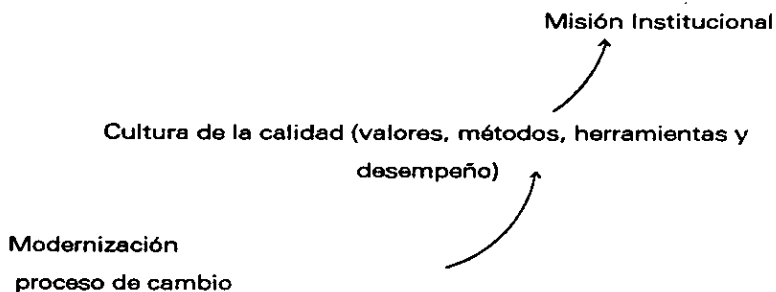 Misión Institucional
Cultura de la calidad (valores, métodos, herramientas y
desempeño)
Modernización
proceso de cambio